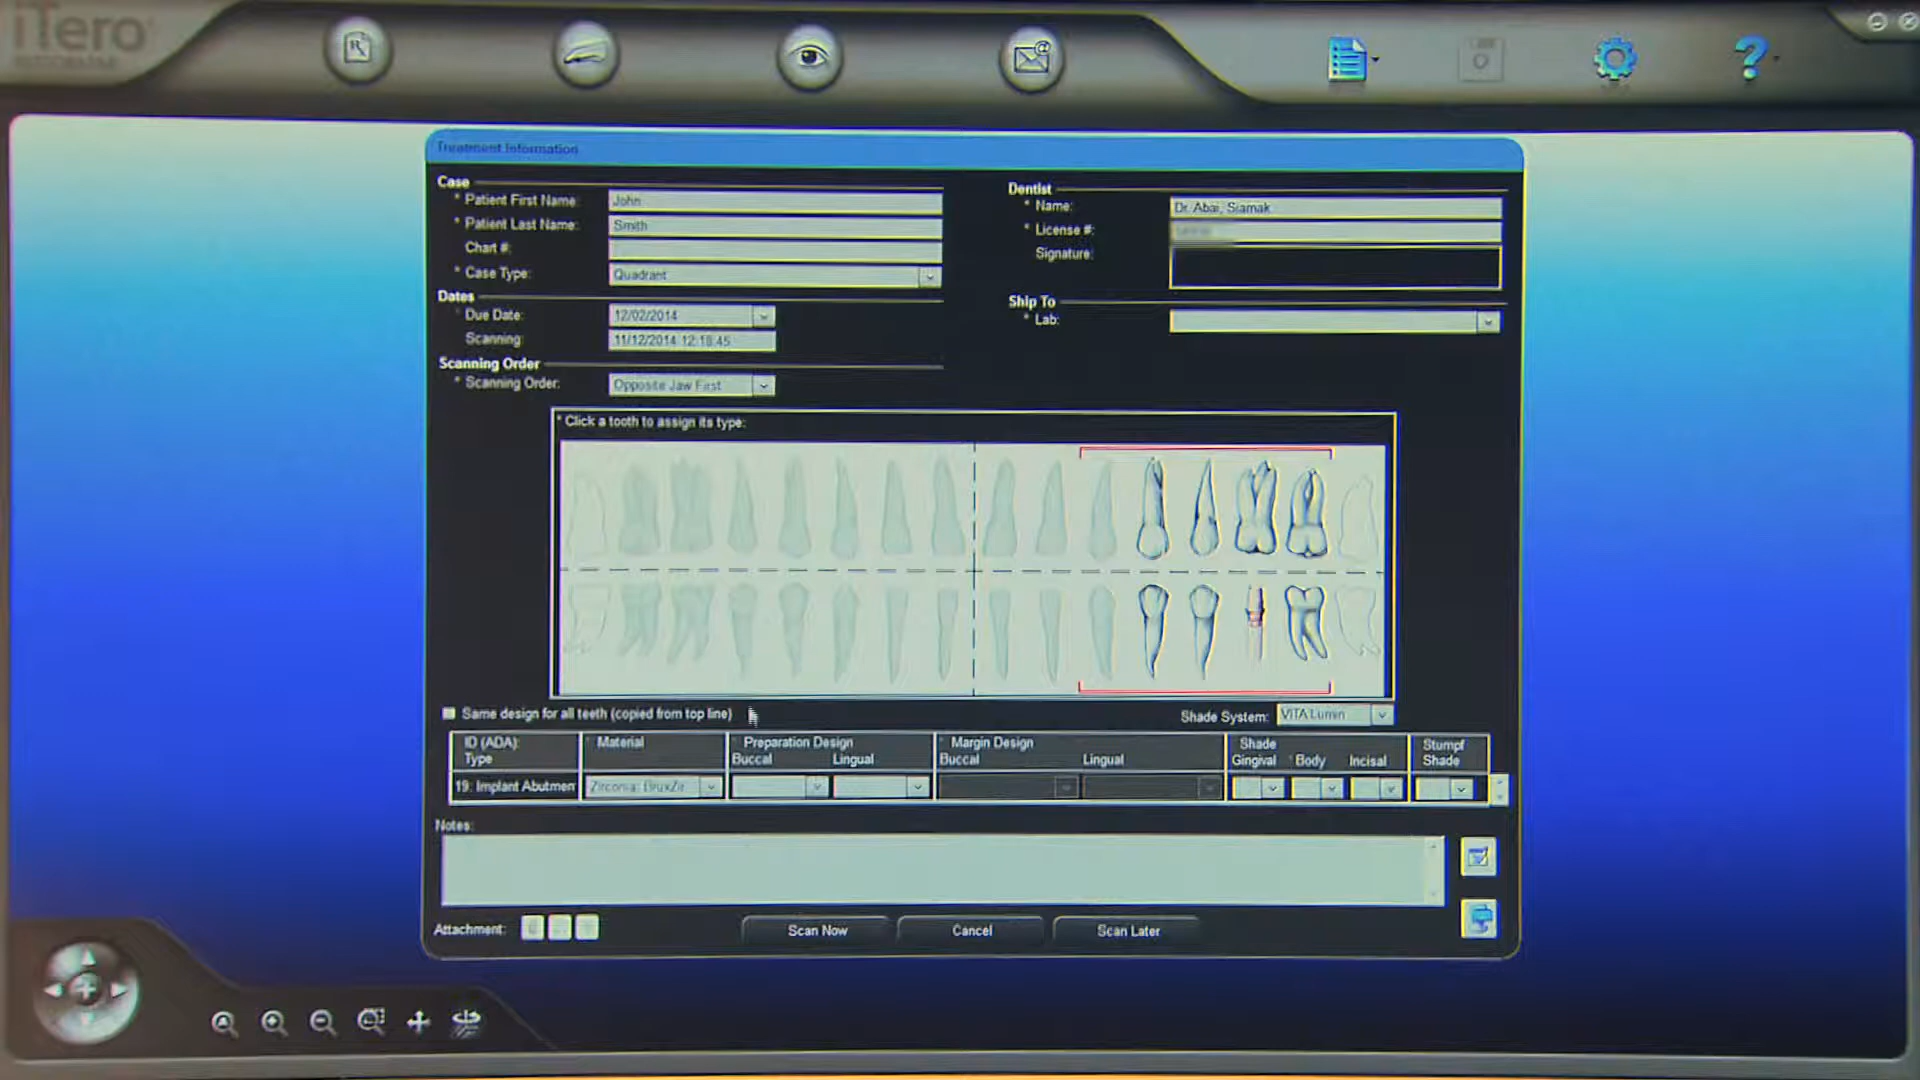 iTero
Rx
Treatment Information
Case
* Patient First Name: John
* Patient Last Name: Smith
Chart #:
* Case Type: Quadrant
Dates
* Due Date: 12/02/2014
Scanning: 11/12/2014 12:18:45
Scanning Order
* Scanning Order: Opposite Jaw First
Dentist
* Name: Dr. Abai, Siamak
* License #:
Signature:
Ship To
* Lab:
* Click a tooth to assign its type:
Same design for all teeth (copied from top line)
Shade System: VITA Lumin
ID (ADA): Material Preparation Design Margin Design Shade Stumpf
Type Buccal Lingual Buccal Lingual Gingival * Body Incisal Shade
19: Implant Abutmen Zirconia: BruxZir
Notes:
Attachment:
Scan Now Cancel Scan Later